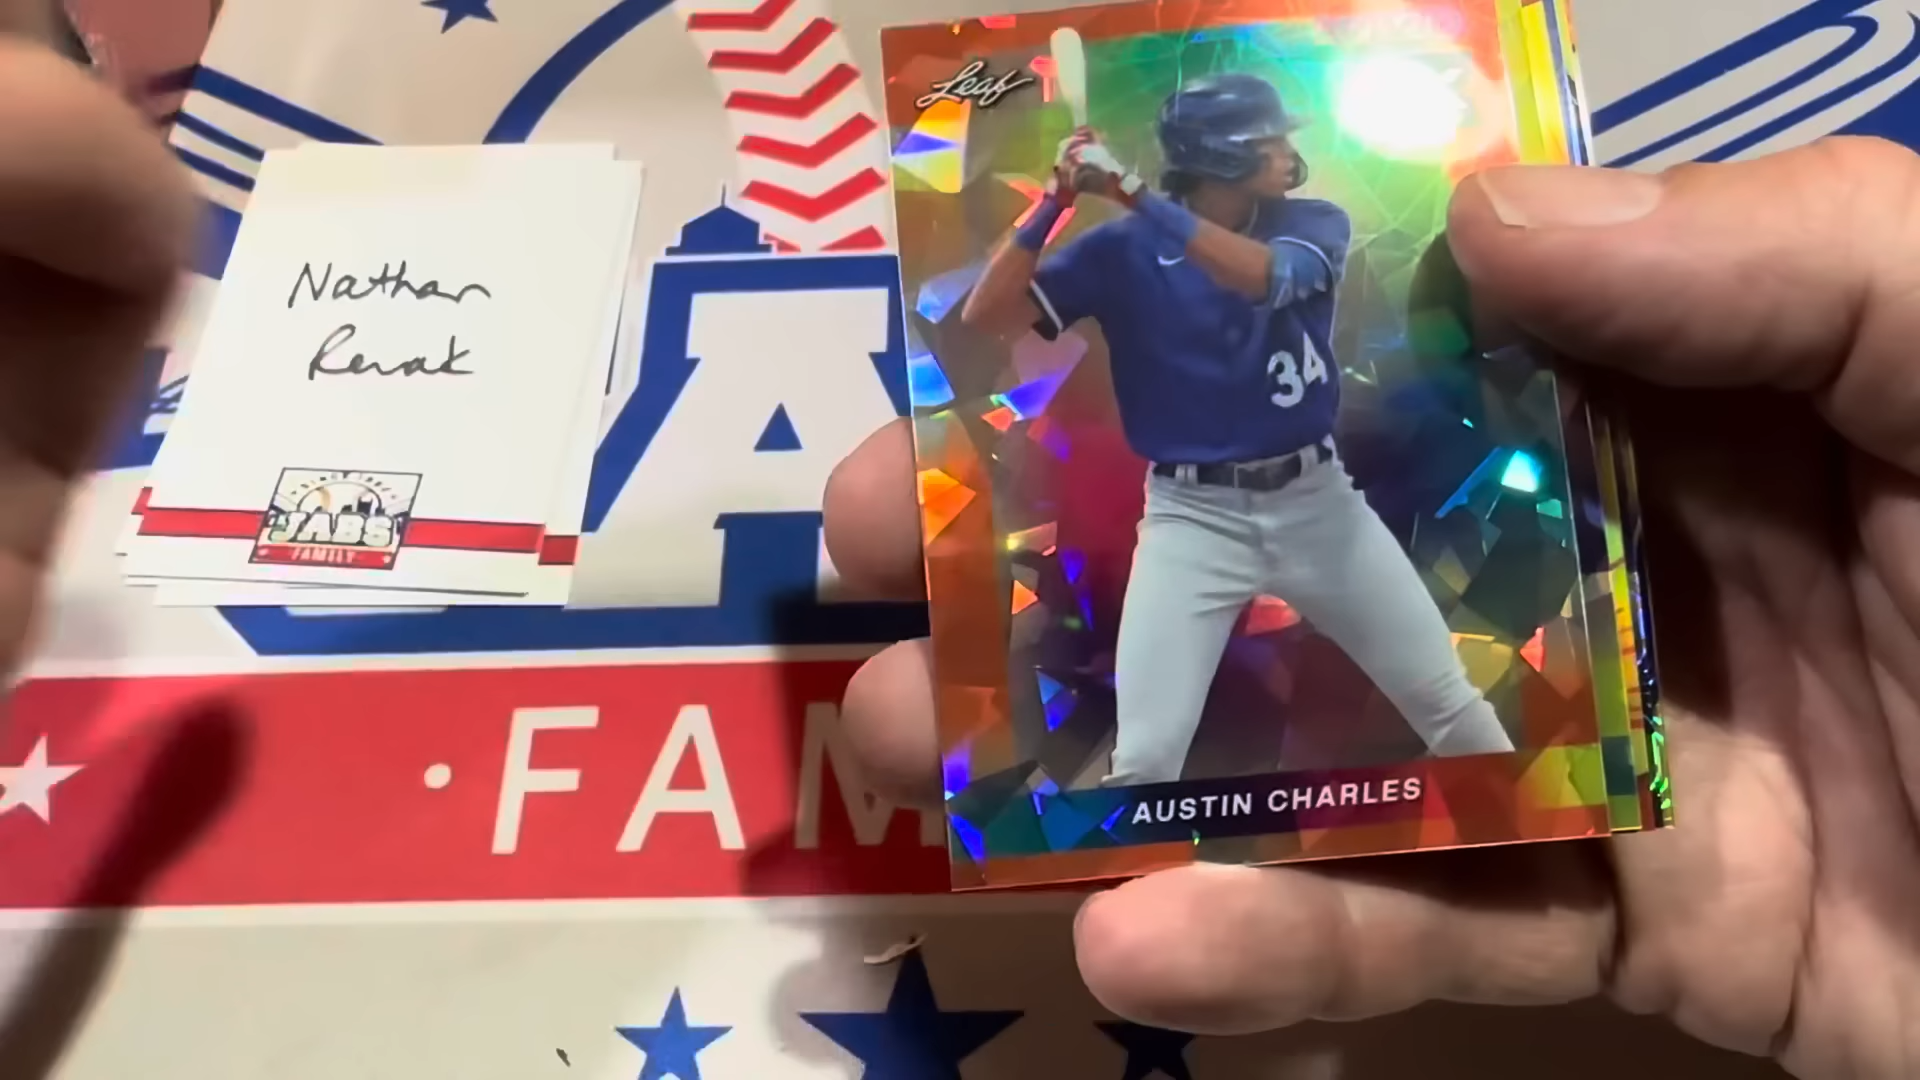 Nathan
Renak
JABS
FAMILY
A
FAM
Leaf
34
AUSTIN CHARLES